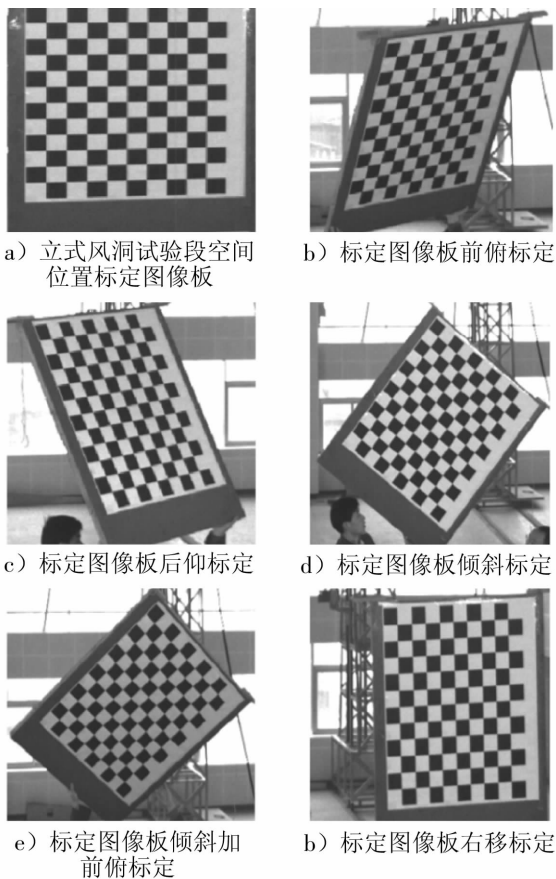 a）立式风洞试验段空间
位置标定图像板
b）标定图像板前俯标定
c）标定图像板后仰标定
d）标定图像板倾斜标定
e）标定图像板倾斜加
前俯标定
b）标定图像板右移标定